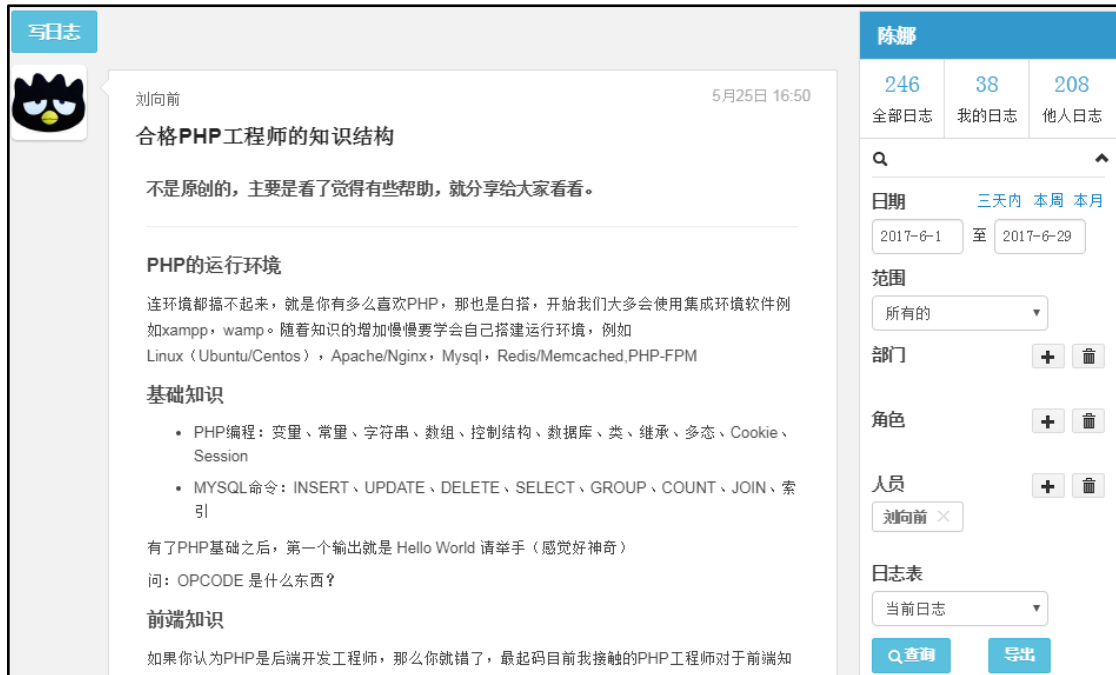 写日志
刘向前
5月25日 16:50
合格PHP工程师的知识结构
不是原创的，主要是看了觉得有些帮助，就分享给大家看看。
PHP的运行环境
连环境都搞不起来，就是你有多么喜欢PHP，那也是白搭，开始我们大多会使用集成环境软件例
如xampp，wamp。随着知识的增加慢慢要学会自己搭建运行环境，例如
Linux（Ubuntu/Centos），Apache/Nginx，Mysql，Redis/Memcached,PHP-FPM
基础知识
• PHP编程：变量、常量、字符串、数组、控制结构、数据库、类、继承、多态、Cookie、
Session
• MYSQL命令：INSERT、UPDATE、DELETE、SELECT、GROUP、COUNT、JOIN、索
引
有了PHP基础之后，第一个输出就是 Hello World 请举手（感觉好神奇）
问：OPCODE 是什么东西？
前端知识
如果你认为PHP是后端开发工程师，那么你就错了，最起码目前我接触的PHP工程师对于前端知
陈娜
246 38 208
全部日志 我的日志 他人日志
日期 三天内 本周 本月
2017-6-1 至 2017-6-29
范围
所有的
部门
角色
人员
刘向前
日志表
当前日志
查询 导出